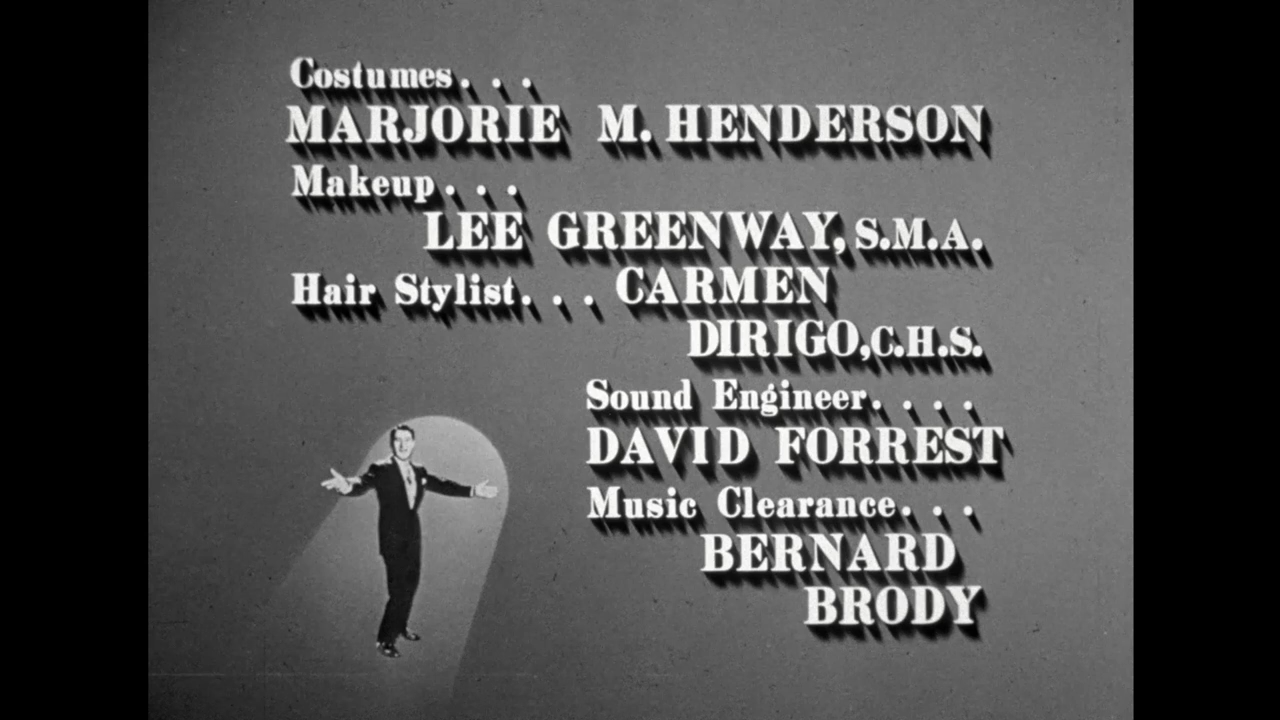 Costumes. . .
MARJORIE M. HENDERSON
Makeup. . .
LEE GREENWAY, S.M.A.
Hair Stylist. . . CARMEN
DIRIGO, C.H.S.
Sound Engineer. . . .
DAVID FORREST
Music Clearance. . .
BERNARD
BRODY